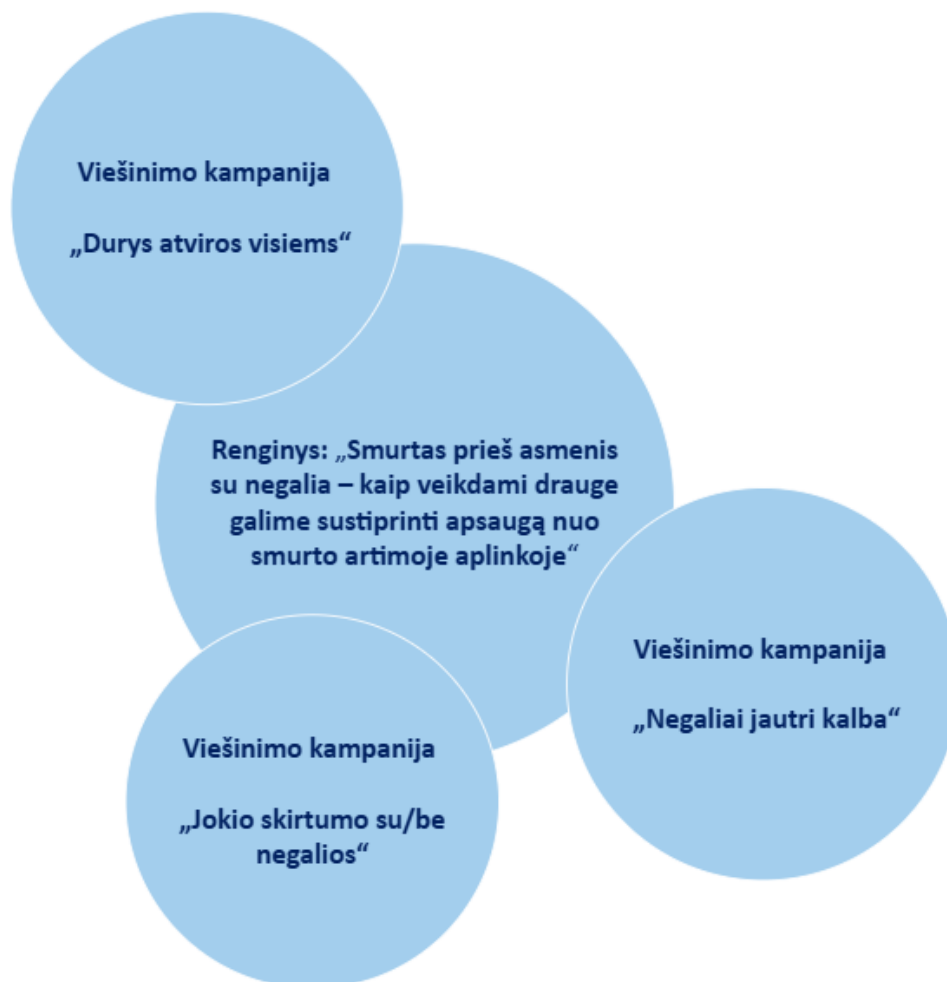 Viešinimo kampanija
„Durys atviros visiems“
Renginys: „Smurtas prieš asmenis
su negalia – kaip veikdami drauge
galime sustiprinti apsaugą nuo
smurto artimoje aplinkoje“
Viešinimo kampanija
„Negaliai jautri kalba“
Viešinimo kampanija
„Jokio skirtumo su/be
negalios“